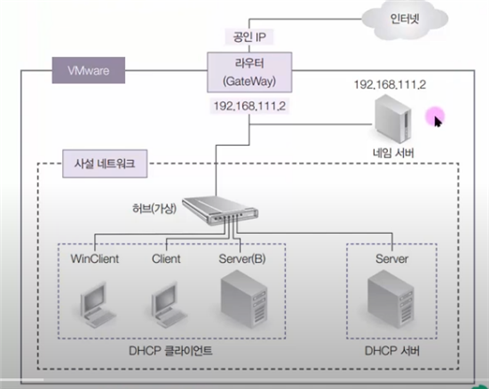 인터넷
공인 IP
VMware
라우터
(GateWay)
192,168,111,2
192,168,111,2
네임 서버
사설 네트워크
허브(가상)
WinClient
Client
Server(B)
Server
DHCP 클라이언트
DHCP 서버